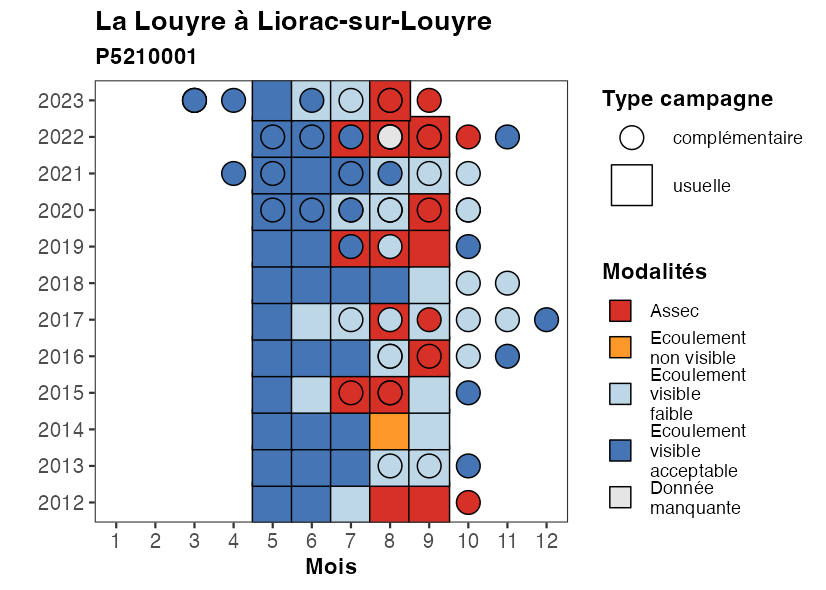 La Louyre à Liorac-sur-Louyre
P5210001
2023
2022
2021
2020
2019
2018
2017
2016
2015
2014
2013
2012
1 2 3 4 5 6 7 8 9 10 11 12
Mois
Type campagne
complémentaire
usuelle
Modalités
Assec
Ecoulement
non visible
Ecoulement
visible
faible
Ecoulement
visible
acceptable
Donnée
manquante